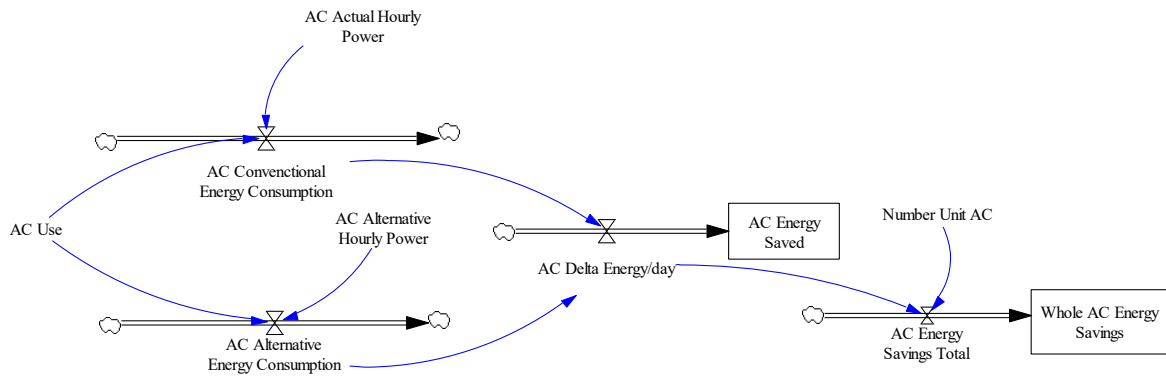 AC Actual Hourly
Power
AC Convenctional
Energy Consumption
AC Use
AC Alternative
Hourly Power
AC Energy
Saved
Number Unit AC
AC Delta Energy/day
AC Alternative
Energy Consumption
AC Energy
Savings Total
Whole AC Energy
Savings